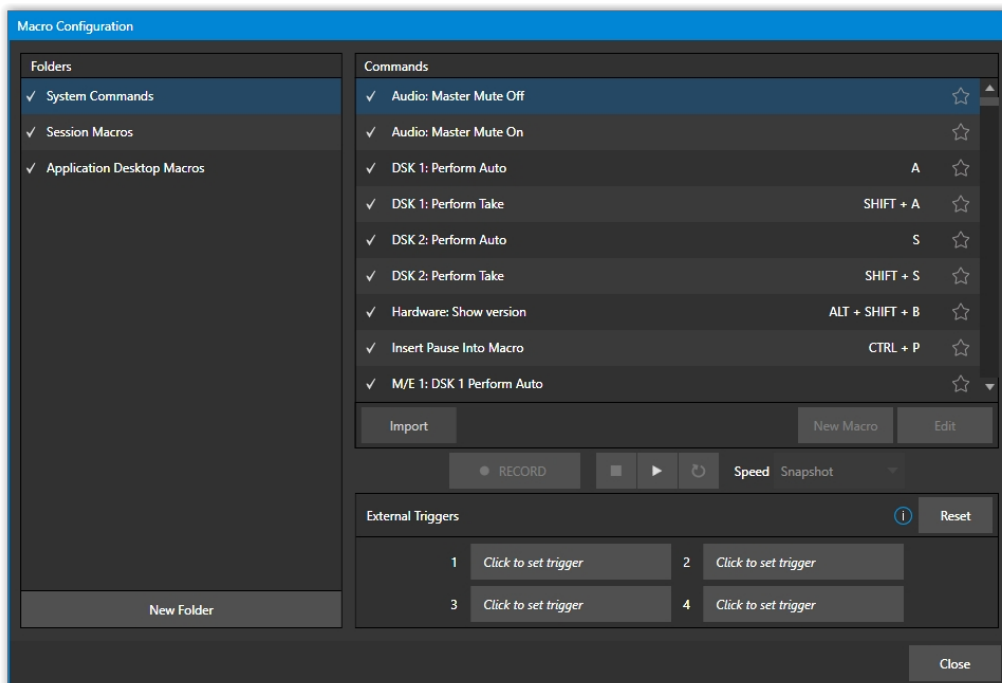 Macro Configuration
Folders
System Commands
Session Macros
Application Desktop Macros
New Folder
Commands
Audio: Master Mute Off
Audio: Master Mute On
DSK 1: Perform Auto A
DSK 1: Perform Take SHIFT + A
DSK 2: Perform Auto S
DSK 2: Perform Take SHIFT + S
Hardware: Show version ALT + SHIFT + B
Insert Pause Into Macro CTRL + P
M/E 1: DSK 1 Perform Auto
Import New Macro Edit
RECORD Speed Snapshot
External Triggers i Reset
1 Click to set trigger 2 Click to set trigger
3 Click to set trigger 4 Click to set trigger
Close